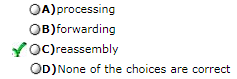 A)processing
B)forwarding
C)reassembly
D)None of the choices are correct